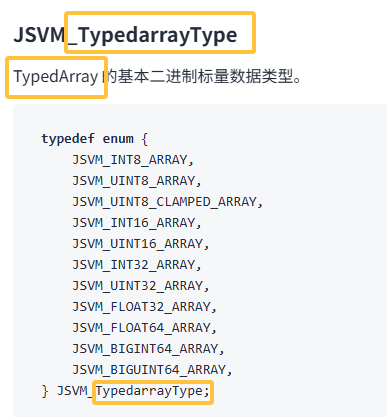 JSVM_TypedarrayType
TypedArray 的基本二进制标量数据类型。
typedef enum {
    JSVM_INT8_ARRAY,
    JSVM_UINT8_ARRAY,
    JSVM_UINT8_CLAMPED_ARRAY,
    JSVM_INT16_ARRAY,
    JSVM_UINT16_ARRAY,
    JSVM_INT32_ARRAY,
    JSVM_UINT32_ARRAY,
    JSVM_FLOAT32_ARRAY,
    JSVM_FLOAT64_ARRAY,
    JSVM_BIGINT64_ARRAY,
    JSVM_BIGUINT64_ARRAY,
} JSVM_TypedarrayType;